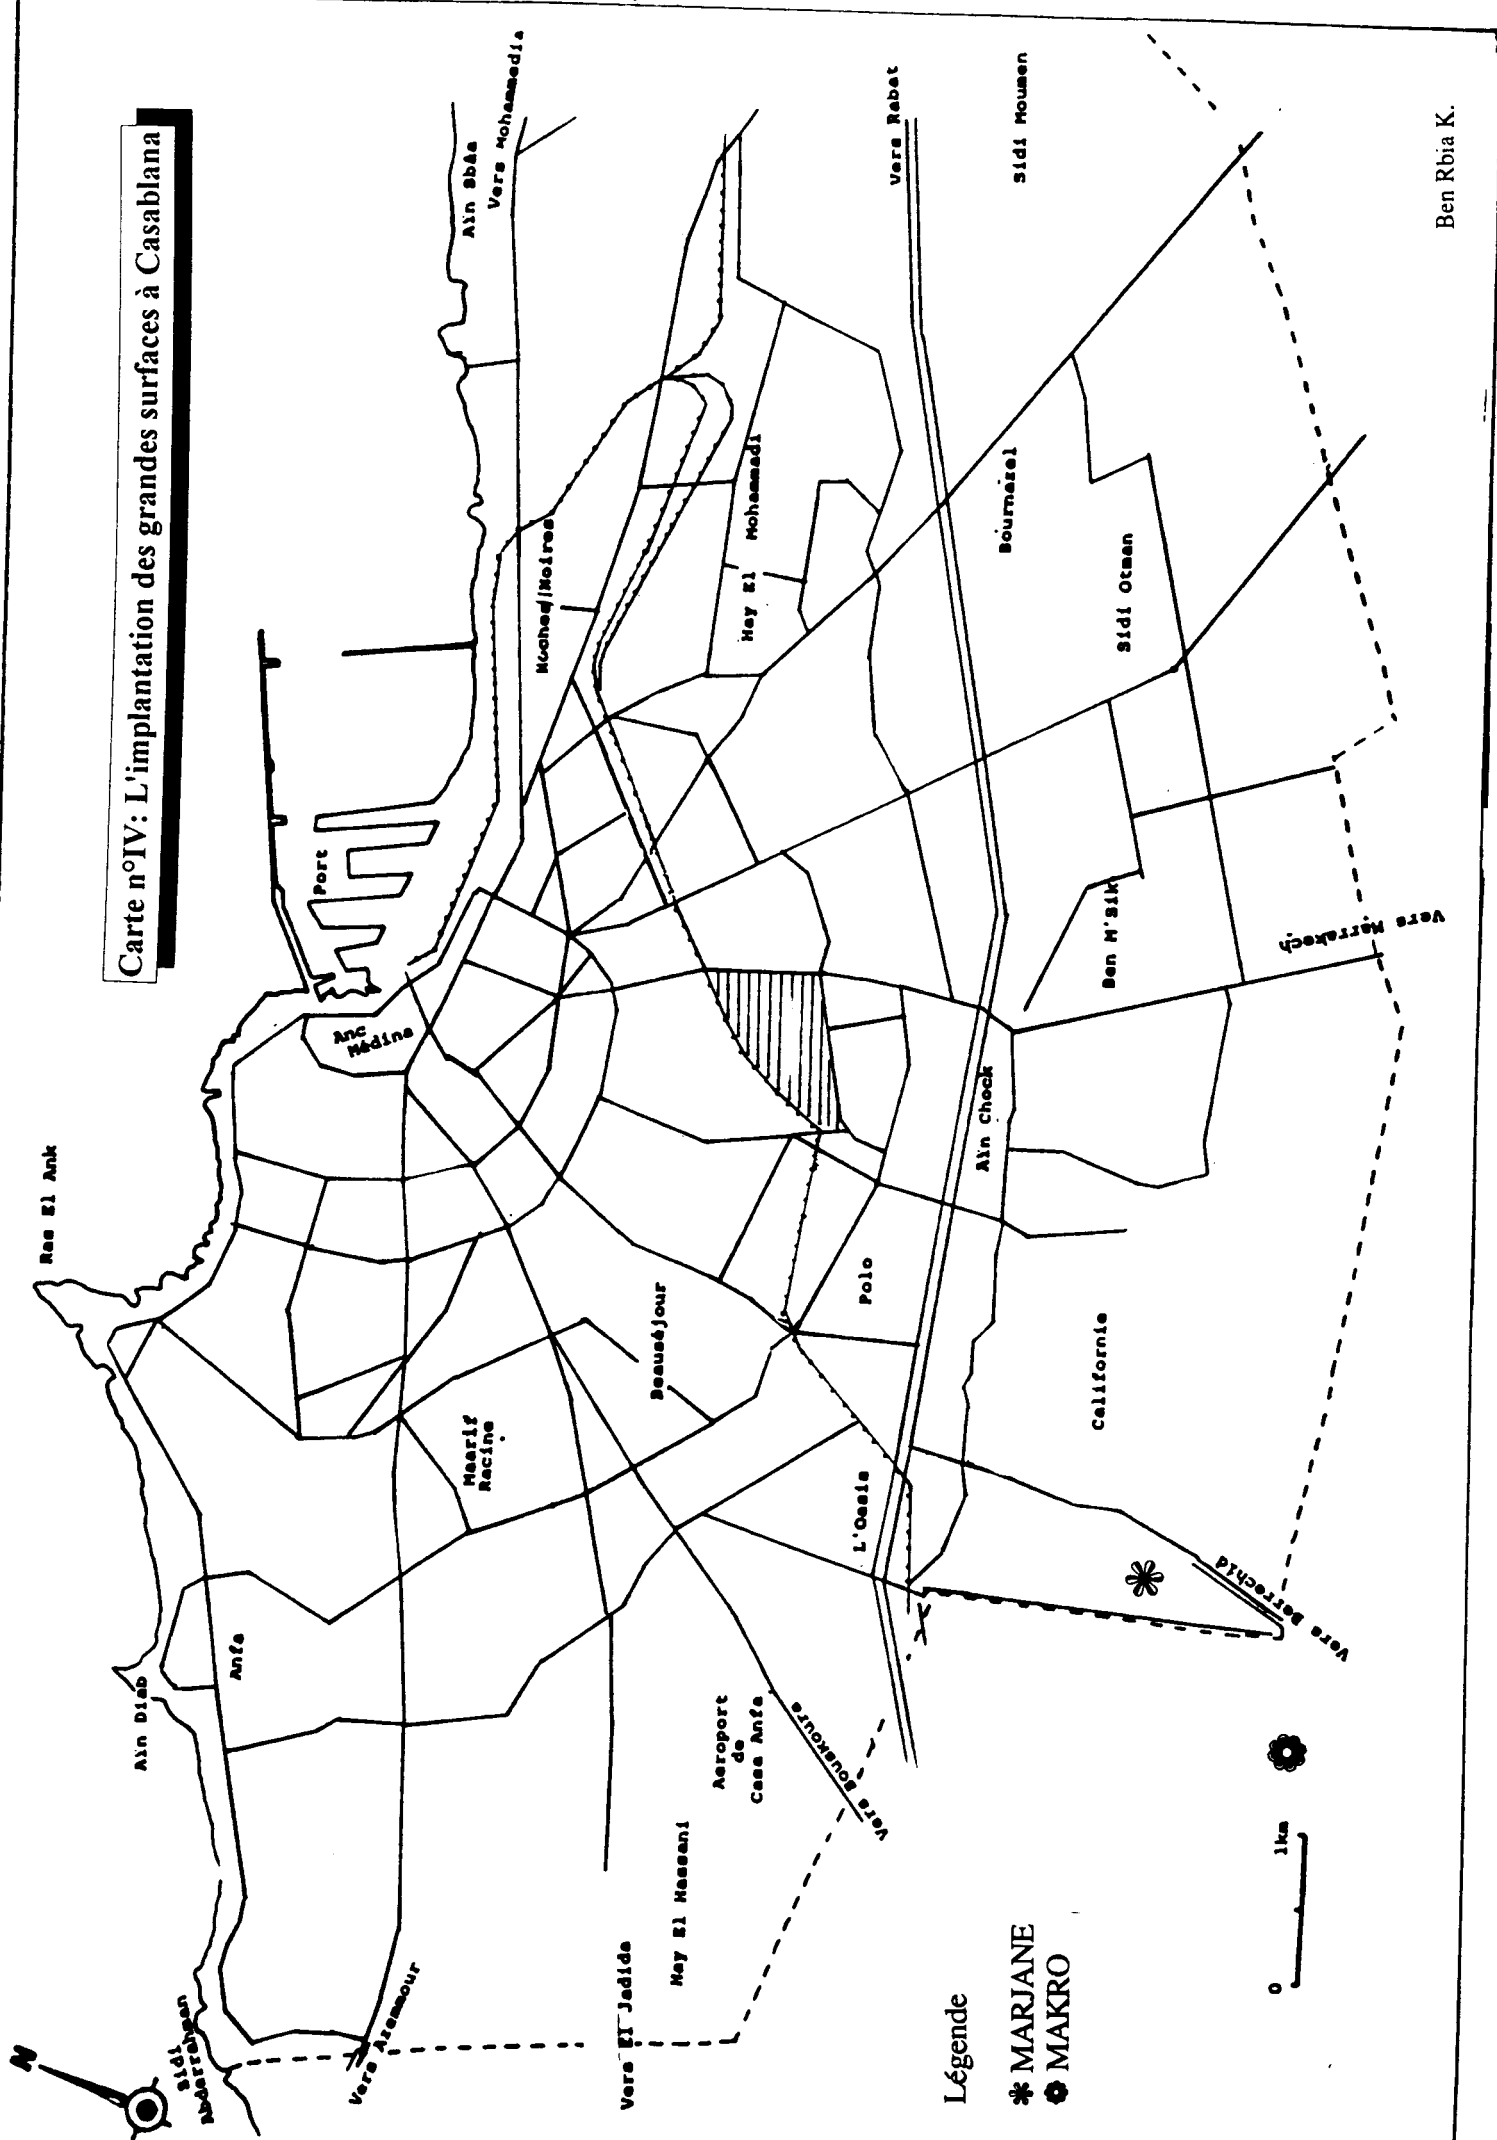 Carte n°IV: L'implantation des grandes surfaces à Casablana
N
Sidi
Abderrahman
Vers Azemmour
Aïn Diab
Anfa
Ras El Ank
Anc
Médina
Port
Aïn Sbâa
Vers Mohammedia
Roches Noires
Hay El Mohammadi
Vers Rabat
Sidi Moumen
Maarif
Racine
Beauséjour
Polo
L'Oasis
Aïn Chock
Bournazel
Sidi Otman
Ben M'Sik
Californie
Vers Marrakech
Vers Berrechid
Vers Bouskoura
Aeroport
de
Casa Anfa
Hay El Hassani
Vers El Jadida
Légende
MARJANE
MAKRO
0 1km
Ben Rbia K.